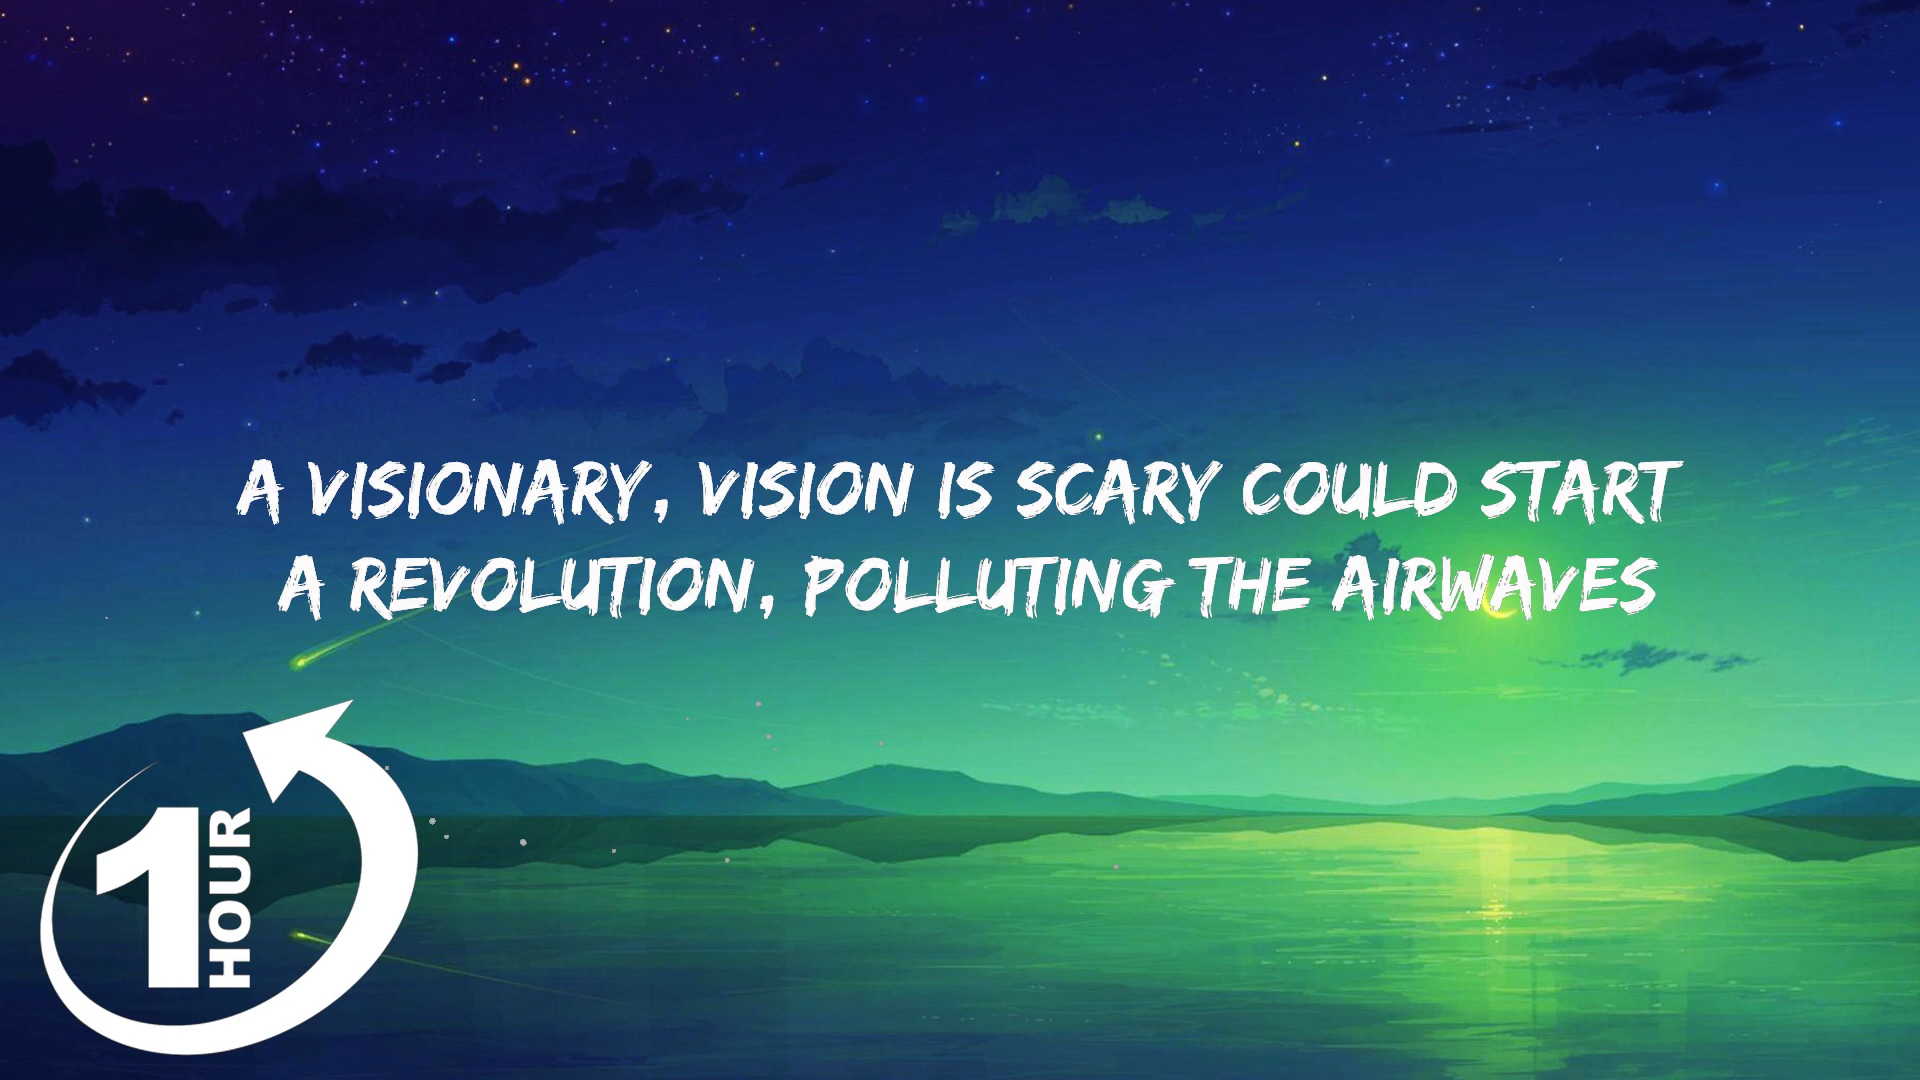 A VISIONARY, VISION IS SCARY COULD START
A REVOLUTION, POLLUTING THE AIRWAVES
1
HOUR